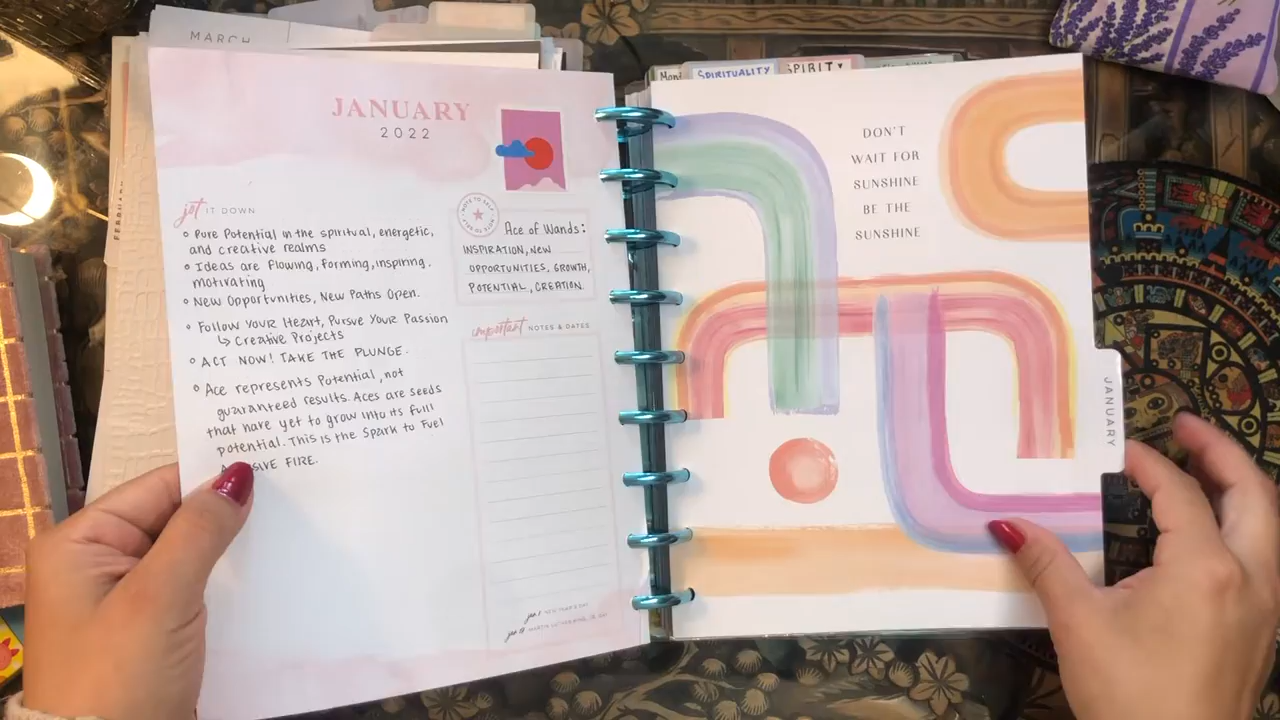 MARCH
JANUARY
2022
jot IT DOWN
Pure Potential in the spiritual, energetic,
and creative realms
Ideas are flowing, forming, inspiring.
motivating
New Opportunities, New Paths Open.
Follow YOUR Heart, Pursue YOUR Passion
↳ Creative Projects
ACT NOW! TAKE THE PLUNGE.
Ace represents Potential, not
guaranteed results. Aces are seeds
that have yet to grow into its full
potential. This is the Spark to Fuel
FIRE.
NOTE TO SELF
Ace of Wands:
INSPIRATION, NEW
OPPORTUNITIES, GROWTH,
POTENTIAL, CREATION.
important NOTES & DATES
jan 1 NEW YEAR'S DAY
SPIRITUALITY
SPIRIT
DON'T
WAIT FOR
SUNSHINE
BE THE
SUNSHINE
JANUARY